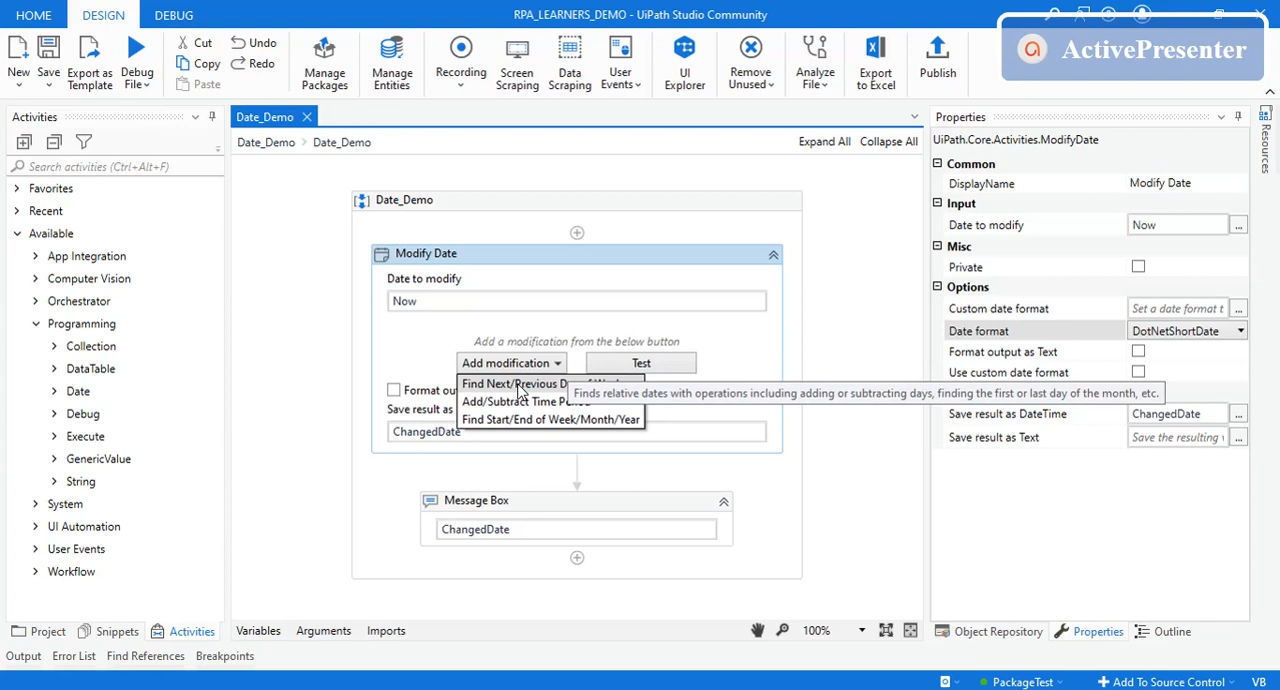 HOME DESIGN DEBUG RPA_LEARNERS_DEMO - UiPath Studio Community
ActivePresenter
Cut Undo
Copy Redo
Paste
New Save Export as Template Debug File Manage Packages Manage Entities Recording Screen Scraping Data Scraping User Events UI Explorer Remove Unused Analyze File Export to Excel Publish
Activities
Search activities (Ctrl+Alt+F)
Favorites
Recent
Available
App Integration
Computer Vision
Orchestrator
Programming
Collection
DataTable
Date
Debug
Execute
GenericValue
String
System
UI Automation
User Events
Workflow
Project Snippets Activities
Date_Demo
Date_Demo Date_Demo Expand All Collapse All
Date_Demo
Modify Date
Date to modify
Now
Add a modification from the below button
Add modification Test
Find Next/Previous
Add/Subtract Time
Find Start/End of Week/Month/Year
Finds relative dates with operations including adding or subtracting days, finding the first or last day of the month, etc.
Format
Save result as
ChangedDate
Message Box
ChangedDate
Variables Arguments Imports 100%
Properties
UiPath.Core.Activities.ModifyDate
Common
DisplayName Modify Date
Input
Date to modify Now ...
Misc
Private
Options
Custom date format Set a date format t ...
Date format DotNetShortDate
Format output as Text
Use custom date format
Save result as DateTime ChangedDate ...
Save result as Text Save the resulting ...
Object Repository Properties Outline
Resources
Output Error List Find References Breakpoints
PackageTest Add To Source Control VB